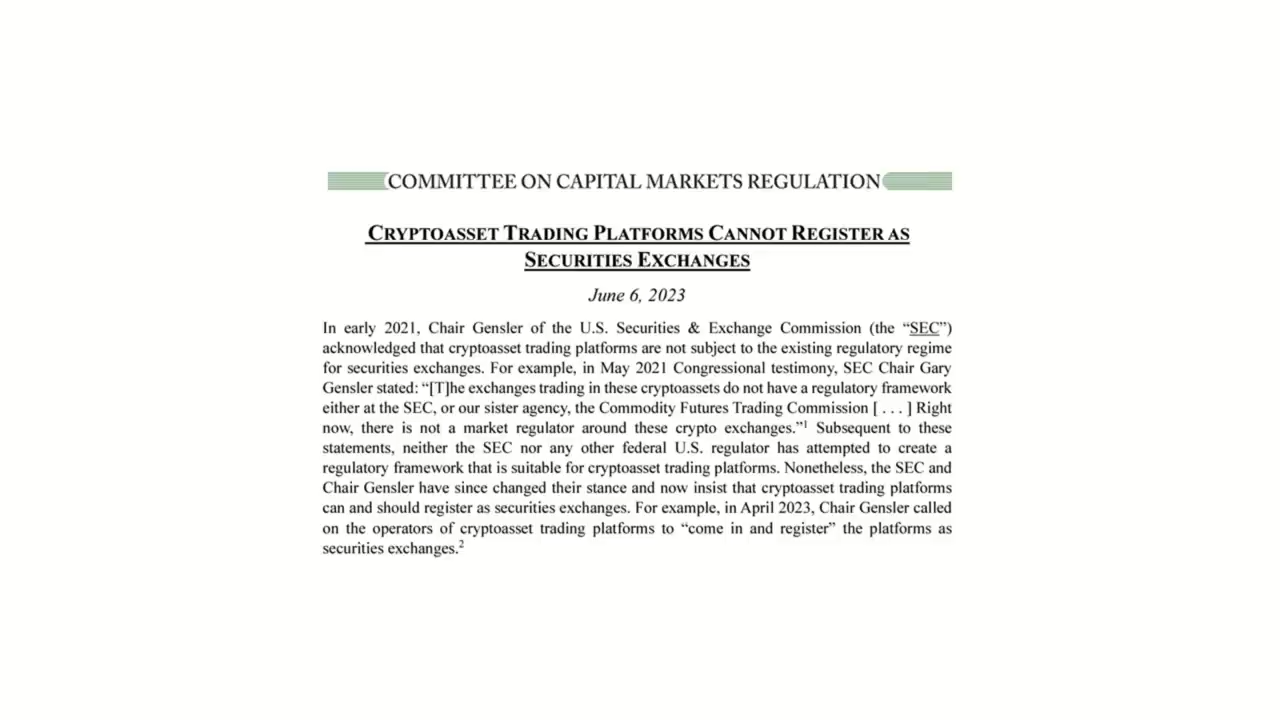 COMMITTEE ON CAPITAL MARKETS REGULATION
CRYPTOASSET TRADING PLATFORMS CANNOT REGISTER AS
SECURITIES EXCHANGES
June 6, 2023
In early 2021, Chair Gensler of the U.S. Securities & Exchange Commission (the “SEC”)
acknowledged that cryptoasset trading platforms are not subject to the existing regulatory regime
for securities exchanges. For example, in May 2021 Congressional testimony, SEC Chair Gary
Gensler stated: “[T]he exchanges trading in these cryptoassets do not have a regulatory framework
either at the SEC, or our sister agency, the Commodity Futures Trading Commission [ . . . ] Right
now, there is not a market regulator around these crypto exchanges.”¹ Subsequent to these
statements, neither the SEC nor any other federal U.S. regulator has attempted to create a
regulatory framework that is suitable for cryptoasset trading platforms. Nonetheless, the SEC and
Chair Gensler have since changed their stance and now insist that cryptoasset trading platforms
can and should register as securities exchanges. For example, in April 2023, Chair Gensler called
on the operators of cryptoasset trading platforms to “come in and register” the platforms as
securities exchanges.²